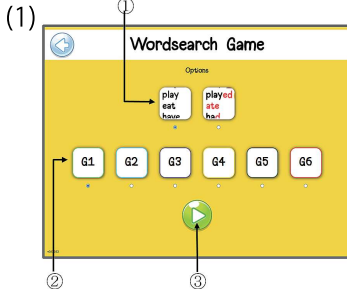 (1)
①
Wordsearch Game
Options
play played
eat ate
have had
G1 G2 G3 G4 G5 G6
② ③